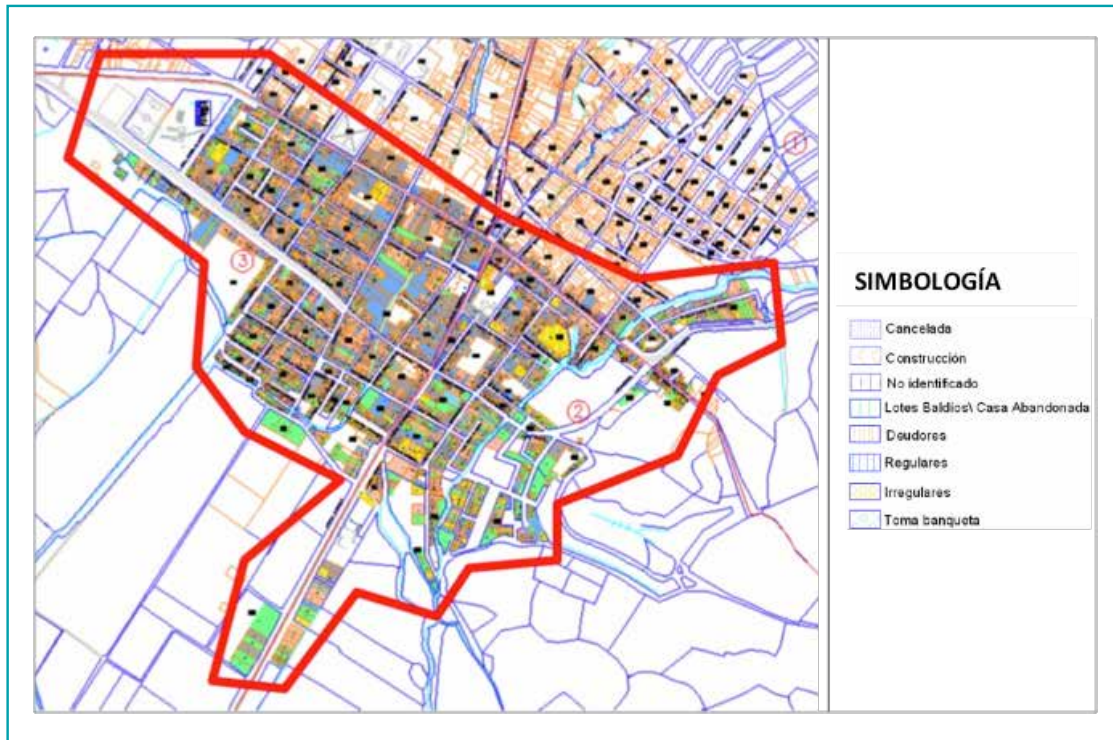 ①
③
②
SIMBOLOGÍA
Cancelada
Construcción
No identificado
Lotes Baldíos\ Casa Abandonada
Deudores
Regulares
Irregulares
Toma banqueta